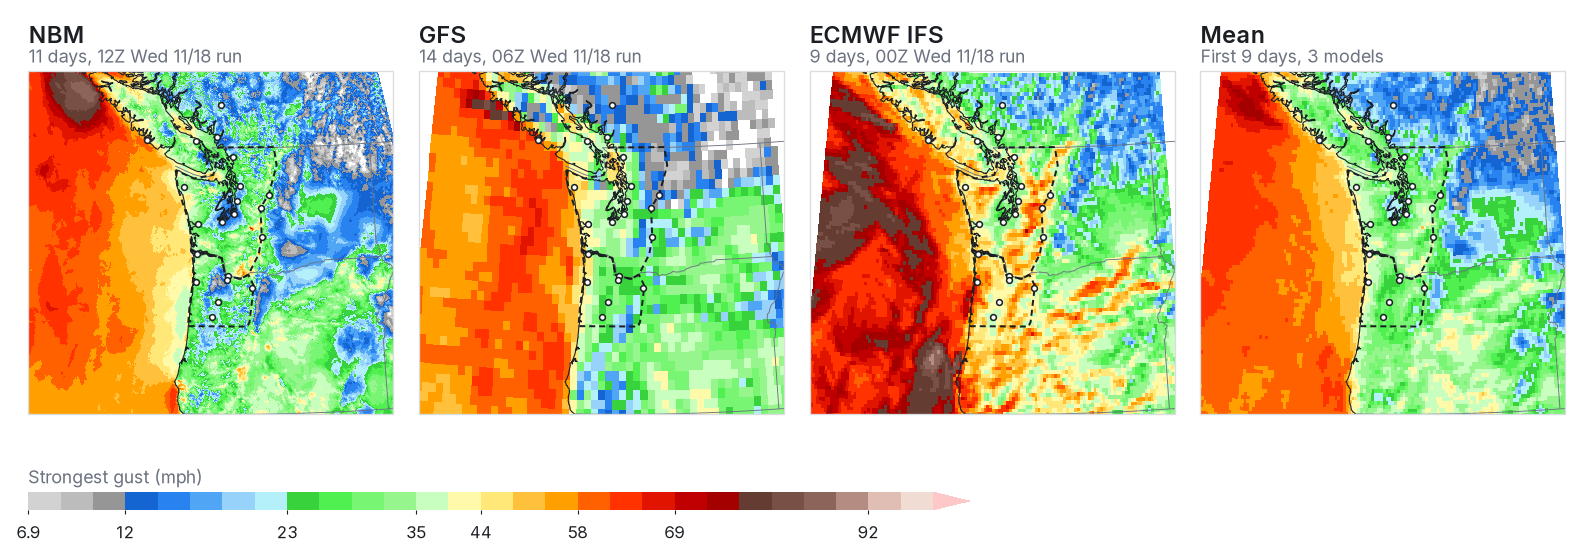 NBM
11 days, 12Z Wed 11/18 run
GFS
14 days, 06Z Wed 11/18 run
ECMWF IFS
9 days, 00Z Wed 11/18 run
Mean
First 9 days, 3 models
Strongest gust (mph)
6.9 12 23 35 44 58 69 92